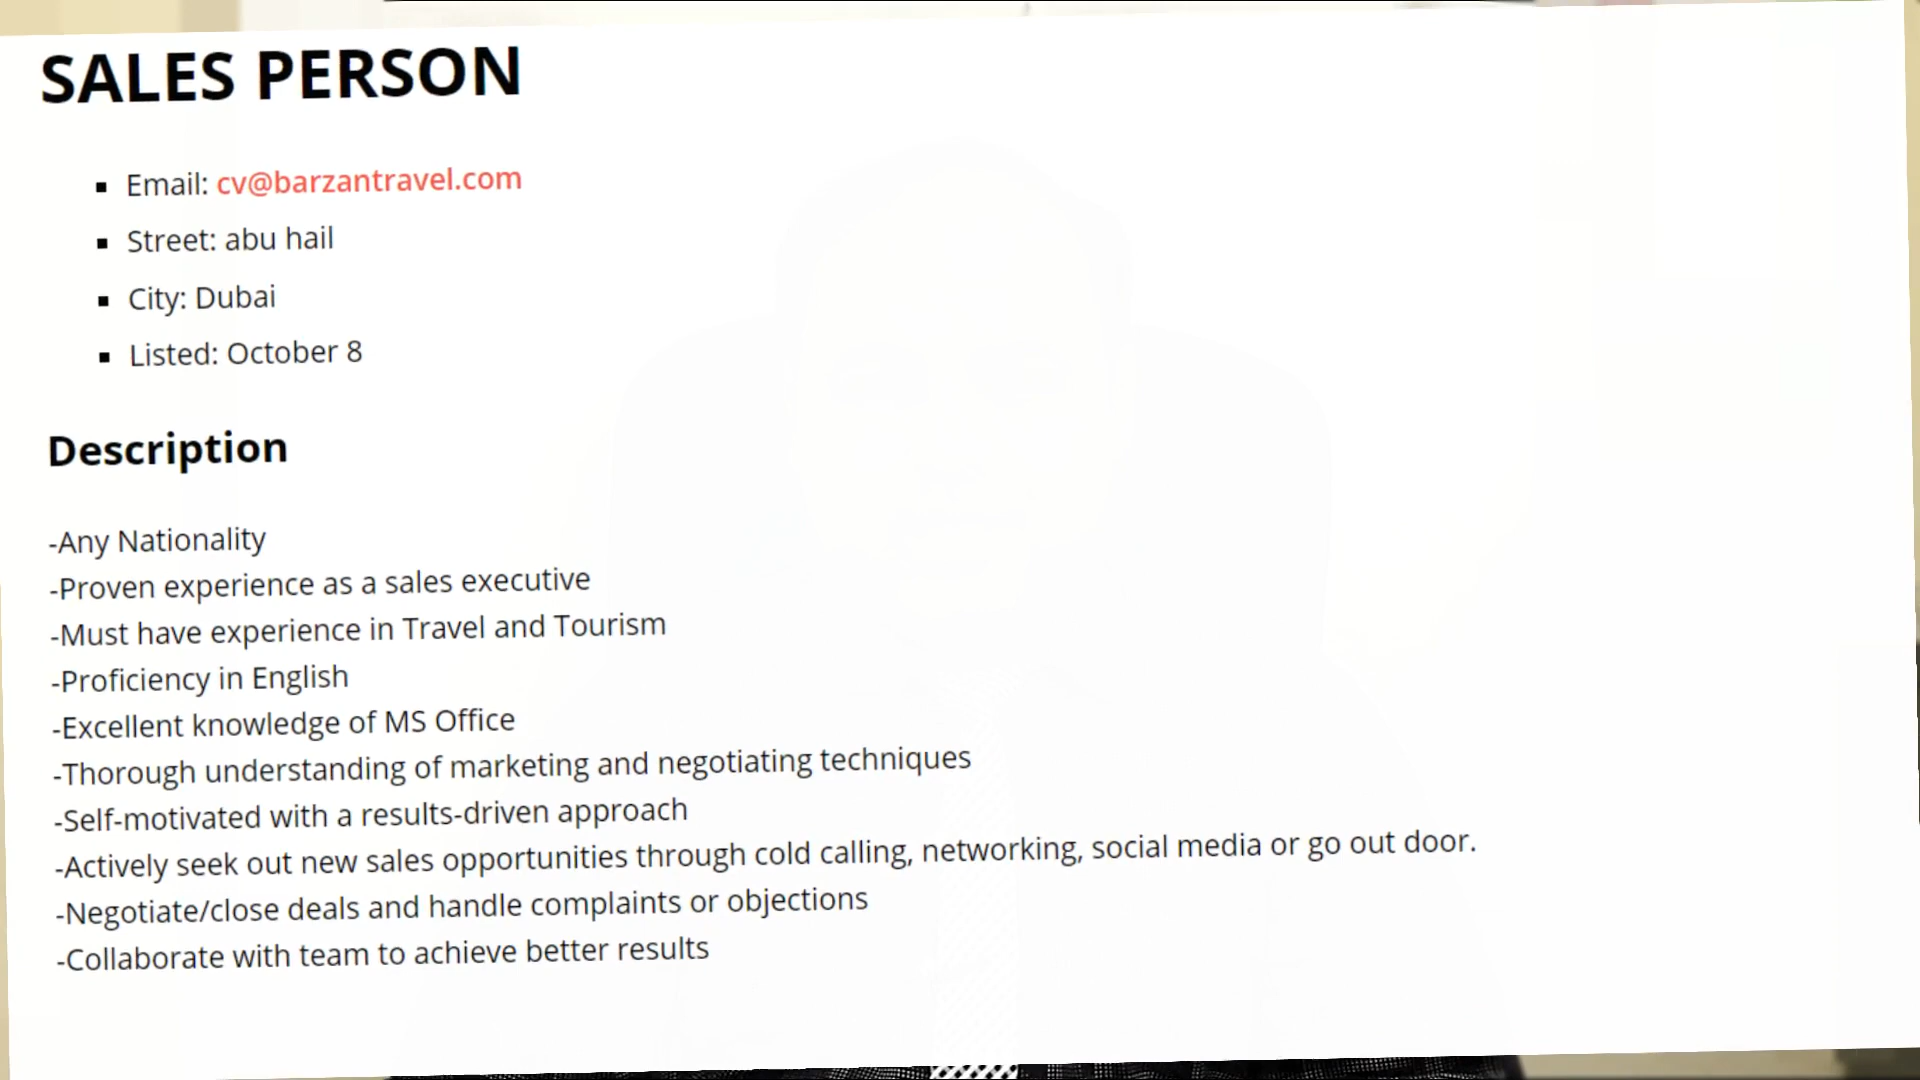 SALES PERSON
Email: cv@barzantravel.com
Street: abu hail
City: Dubai
Listed: October 8
Description
-Any Nationality
-Proven experience as a sales executive
-Must have experience in Travel and Tourism
-Proficiency in English
-Excellent knowledge of MS Office
-Thorough understanding of marketing and negotiating techniques
-Self-motivated with a results-driven approach
-Actively seek out new sales opportunities through cold calling, networking, social media or go out door.
-Negotiate/close deals and handle complaints or objections
-Collaborate with team to achieve better results